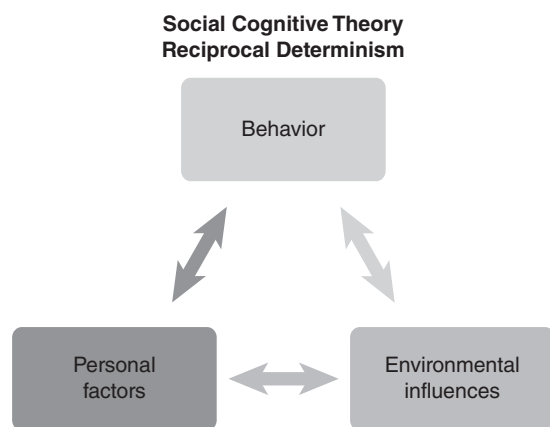 Social Cognitive Theory
Reciprocal Determinism
Behavior
Personal
factors
Environmental
influences